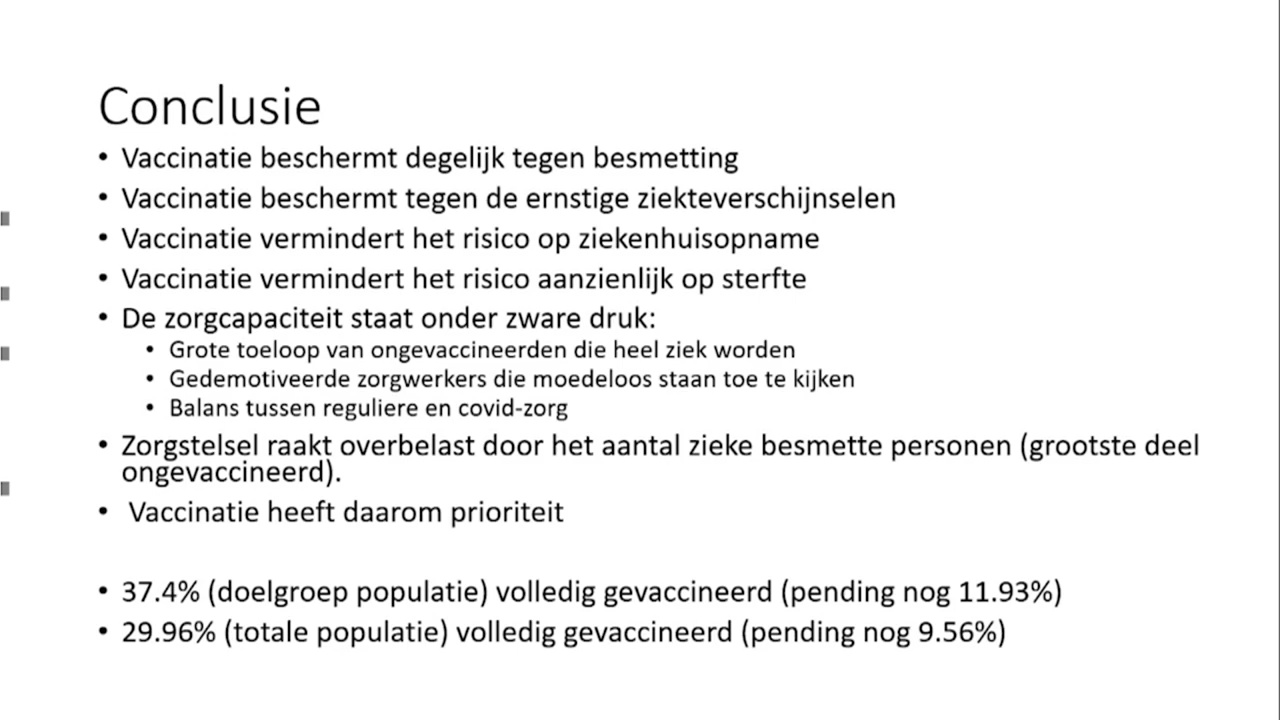 Conclusie
• Vaccinatie beschermt degelijk tegen besmetting
• Vaccinatie beschermt tegen de ernstige ziekteverschijnselen
• Vaccinatie vermindert het risico op ziekenhuisopname
• Vaccinatie vermindert het risico aanzienlijk op sterfte
• De zorgcapaciteit staat onder zware druk:
• Grote toeloop van ongevaccineerden die heel ziek worden
• Gedemotiveerde zorgwerkers die moedeloos staan toe te kijken
• Balans tussen reguliere en covid-zorg
• Zorgstelsel raakt overbelast door het aantal zieke besmette personen (grootste deel
ongevaccineerd).
• Vaccinatie heeft daarom prioriteit
• 37.4% (doelgroep populatie) volledig gevaccineerd (pending nog 11.93%)
• 29.96% (totale populatie) volledig gevaccineerd (pending nog 9.56%)